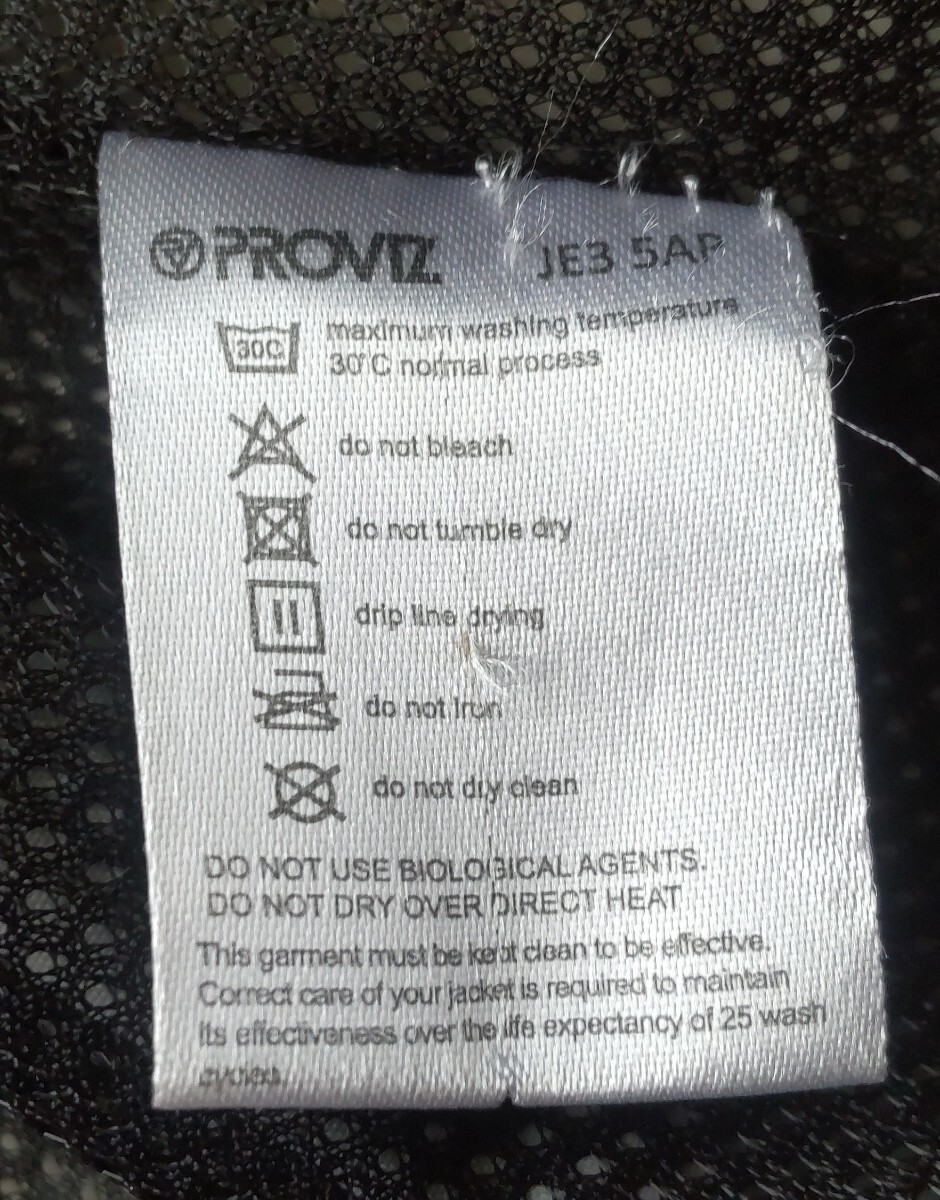 PROVIZ. JE3 5AP
30C maximum washing temperature
30°C normal process
do not bleach
do not tumble dry
drip line drying
do not iron
do not dry clean
DO NOT USE BIOLOGICAL AGENTS.
DO NOT DRY OVER DIRECT HEAT
This garment must be kept clean to be effective.
Correct care of your jacket is required to maintain
its effectiveness over the life expectancy of 25 wash
cycles.